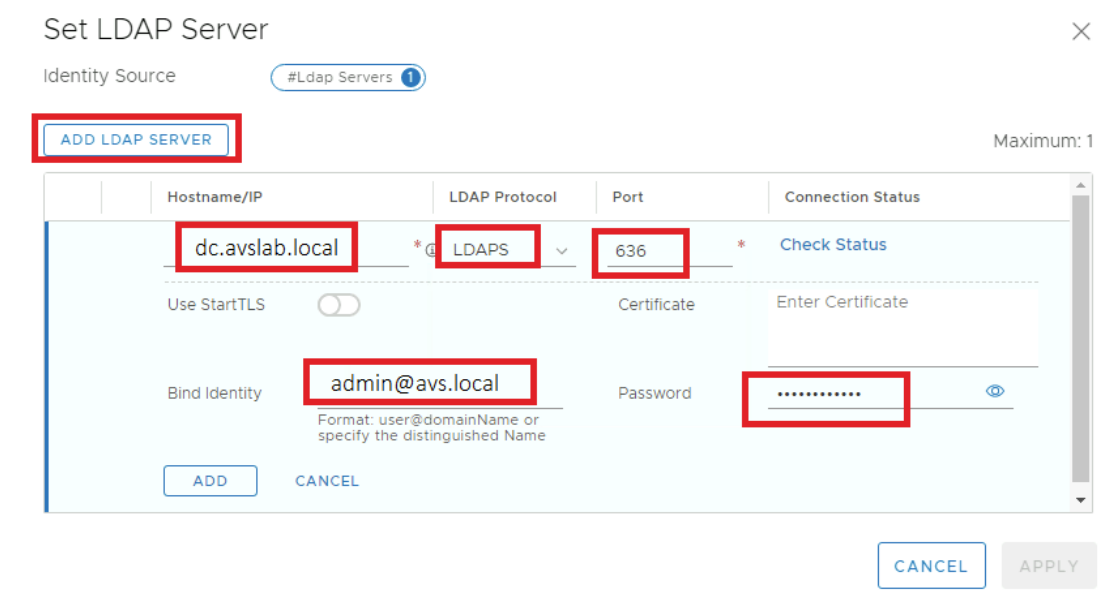 Set LDAP Server
Identity Source #Ldap Servers 1
ADD LDAP SERVER Maximum: 1
Hostname/IP LDAP Protocol Port Connection Status
dc.avslab.local * LDAPS 636 * Check Status
Use StartTLS Certificate Enter Certificate
Bind Identity admin@avs.local Password ••••••••••••
Format: user@domainName or
specify the distinguished Name
ADD CANCEL
CANCEL APPLY